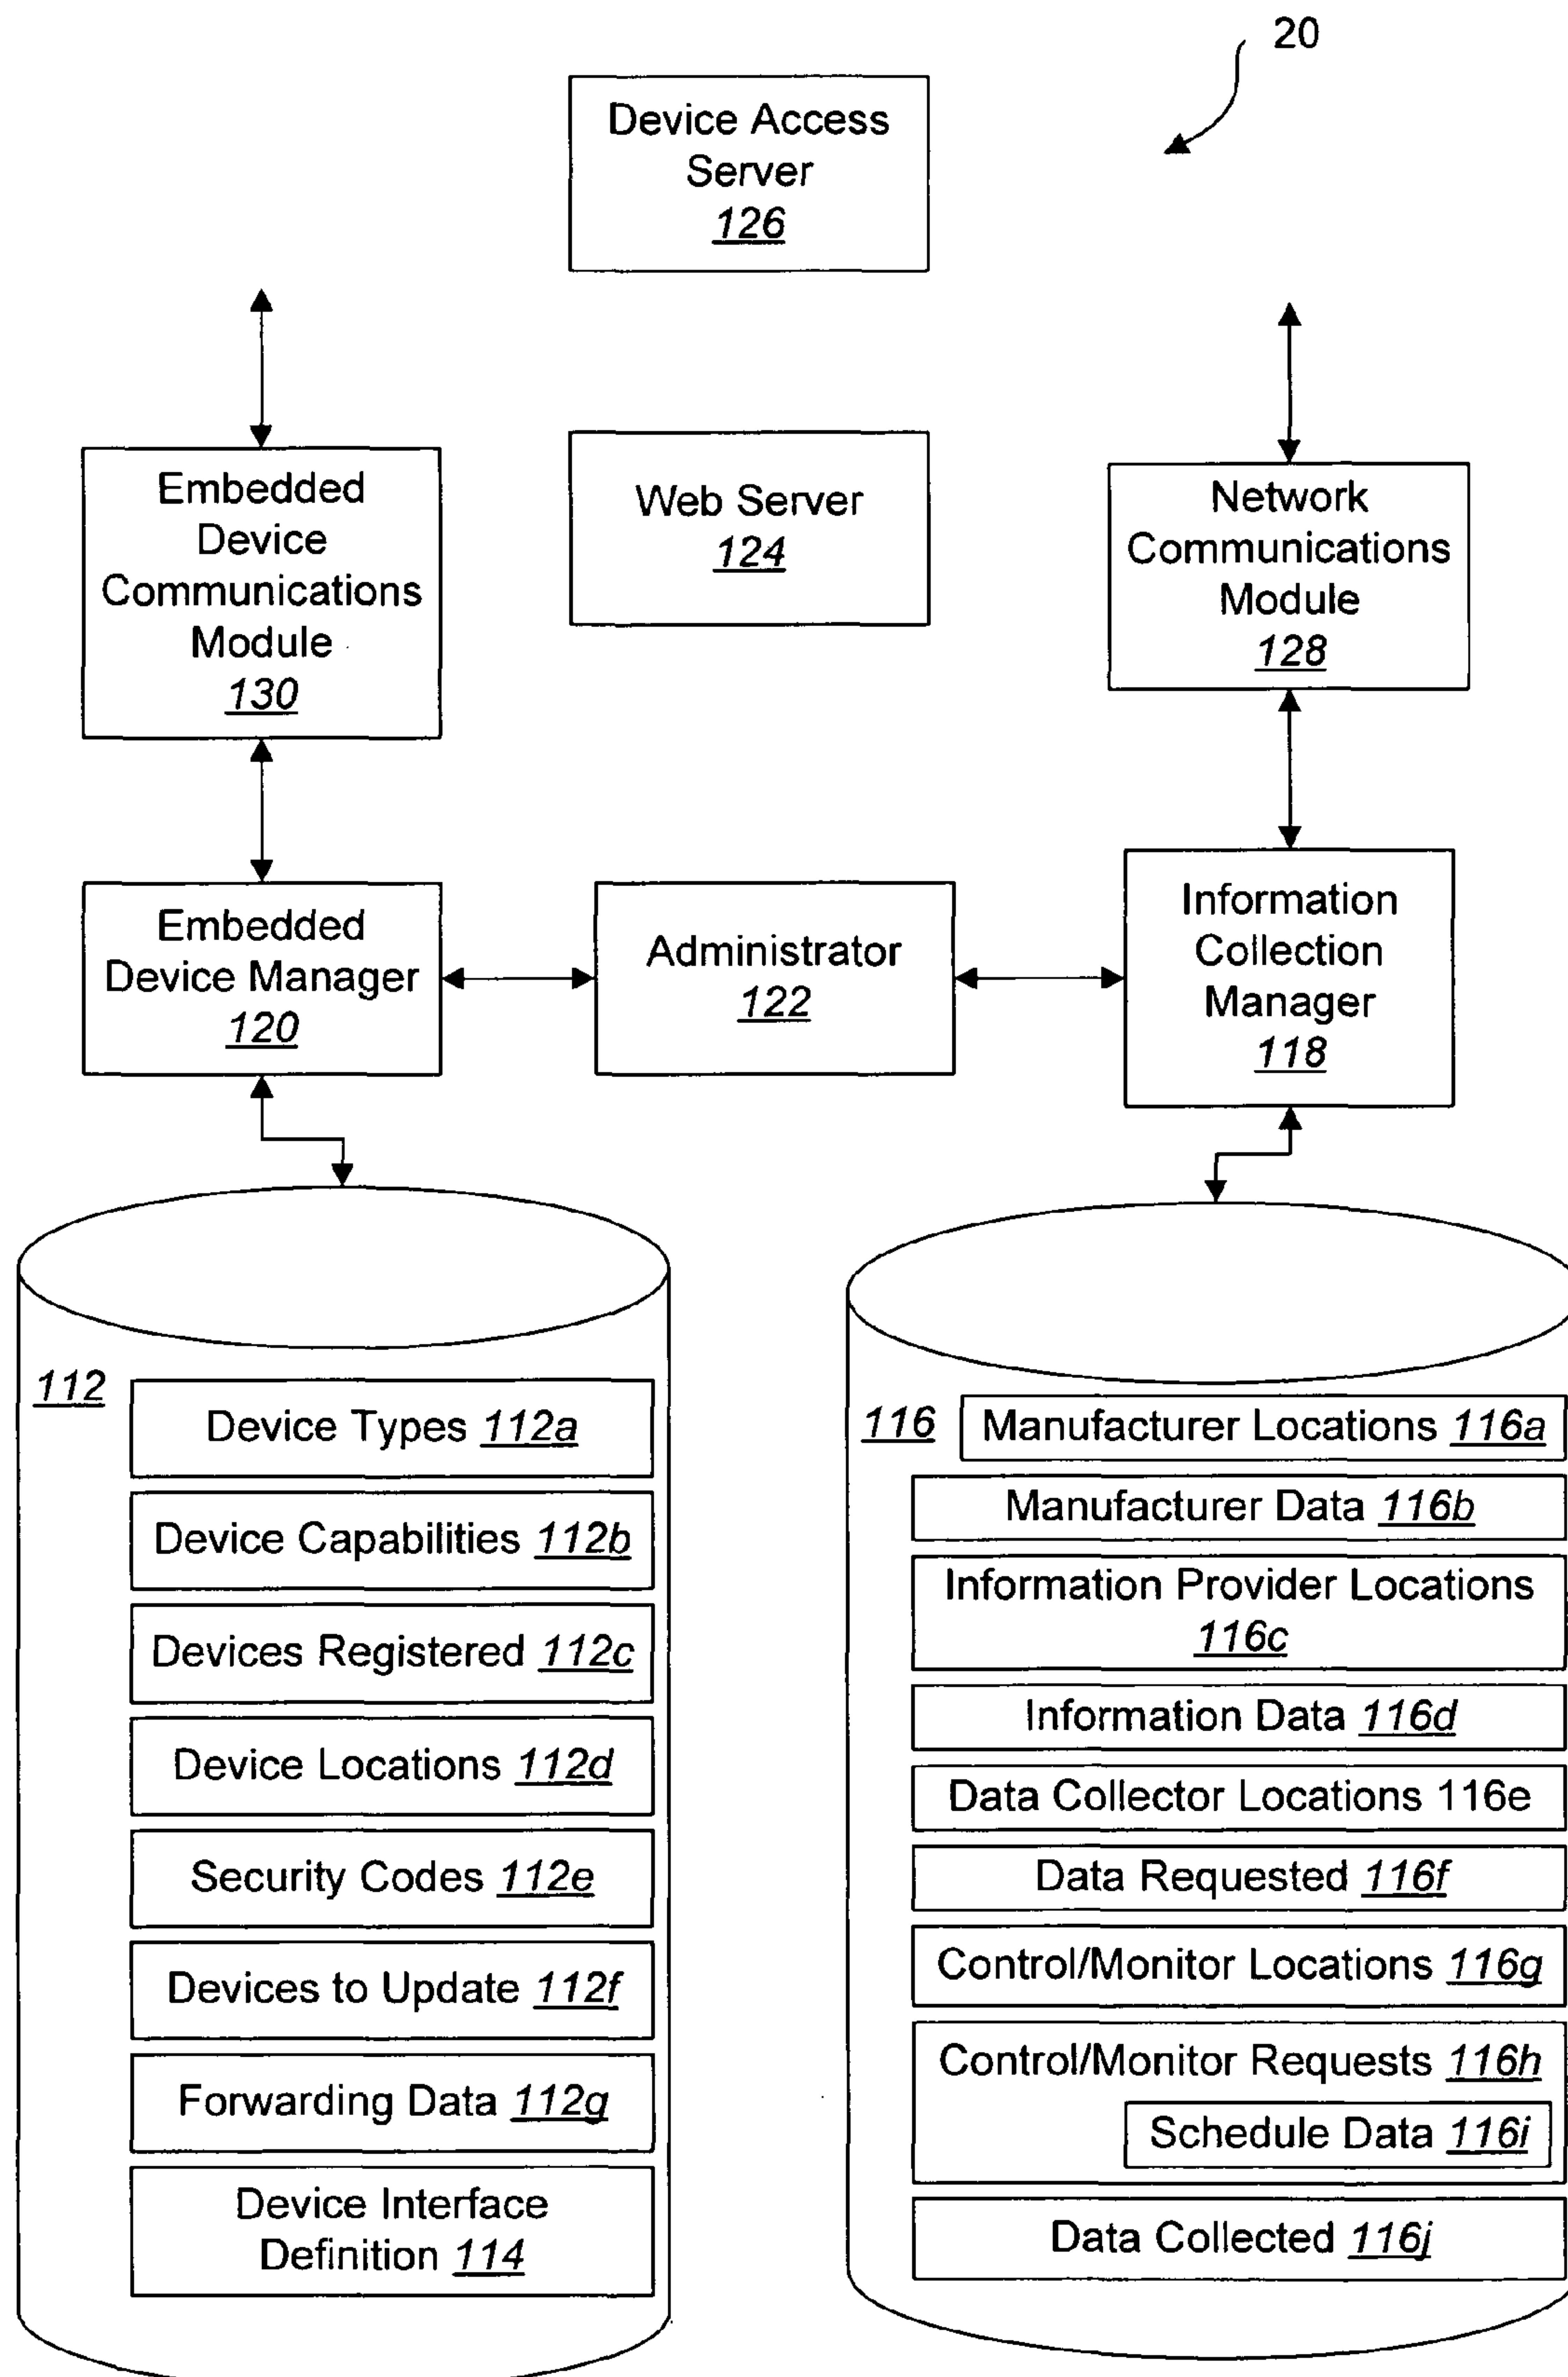 20
Device Access
Server
126
Embedded
Device
Communications
Module
130
Web Server
124
Network
Communications
Module
128
Embedded
Device Manager
120
Administrator
122
Information
Collection
Manager
118
112
Device Types 112a
Device Capabilities 112b
Devices Registered 112c
Device Locations 112d
Security Codes 112e
Devices to Update 112f
Forwarding Data 112g
Device Interface
Definition 114
116
Manufacturer Locations 116a
Manufacturer Data 116b
Information Provider Locations
116c
Information Data 116d
Data Collector Locations 116e
Data Requested 116f
Control/Monitor Locations 116g
Control/Monitor Requests 116h
Schedule Data 116i
Data Collected 116j